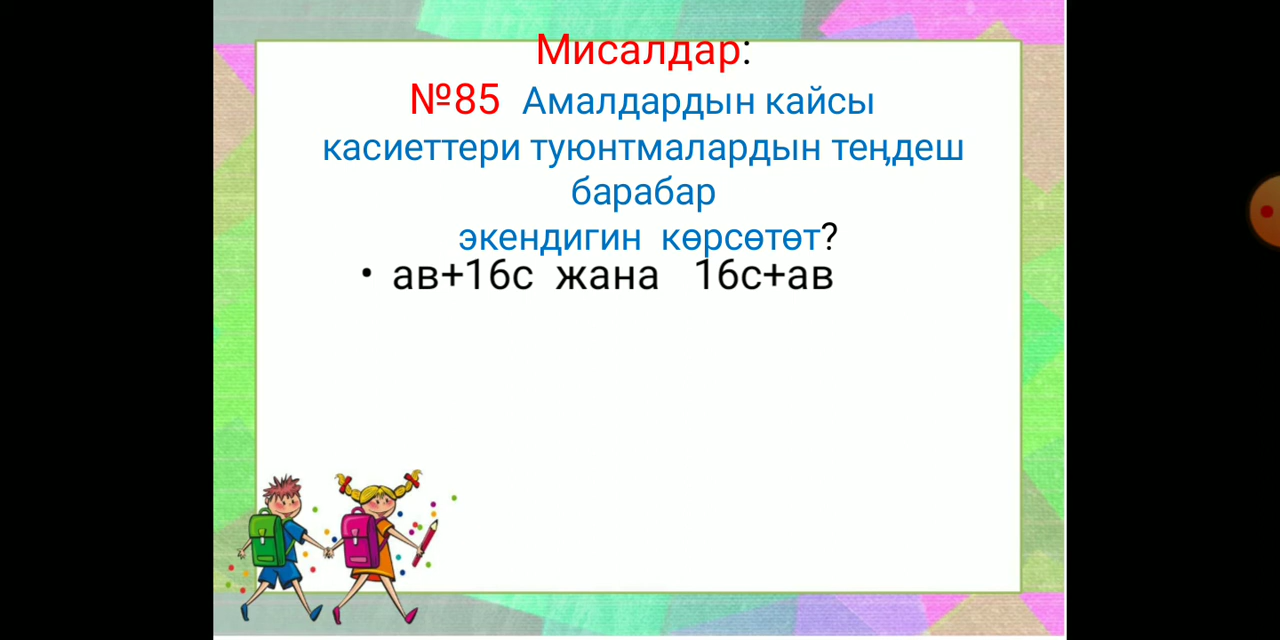 Мисалдар:
№85 Амалдардын кайсы
касиеттери туюнтмалардын теңдеш
барабар
экендигин көрсөтөт?
• ав+16с жана 16с+ав